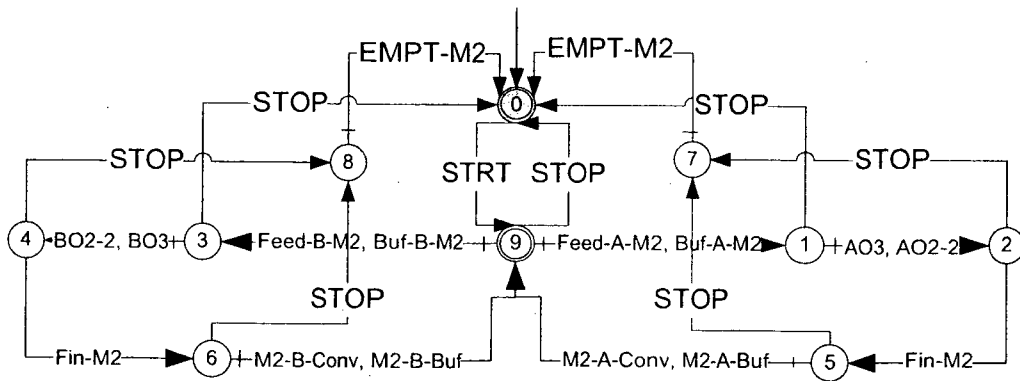 EMPT-M2 EMPT-M2
STOP 0 STOP
STOP 8 7 STOP
STRT STOP
4 BO2-2, BO3 3 Feed-B-M2, Buf-B-M2 9 Feed-A-M2, Buf-A-M2 1 AO3, AO2-2 2
STOP STOP
Fin-M2 6 M2-B-Conv, M2-B-Buf M2-A-Conv, M2-A-Buf 5 Fin-M2